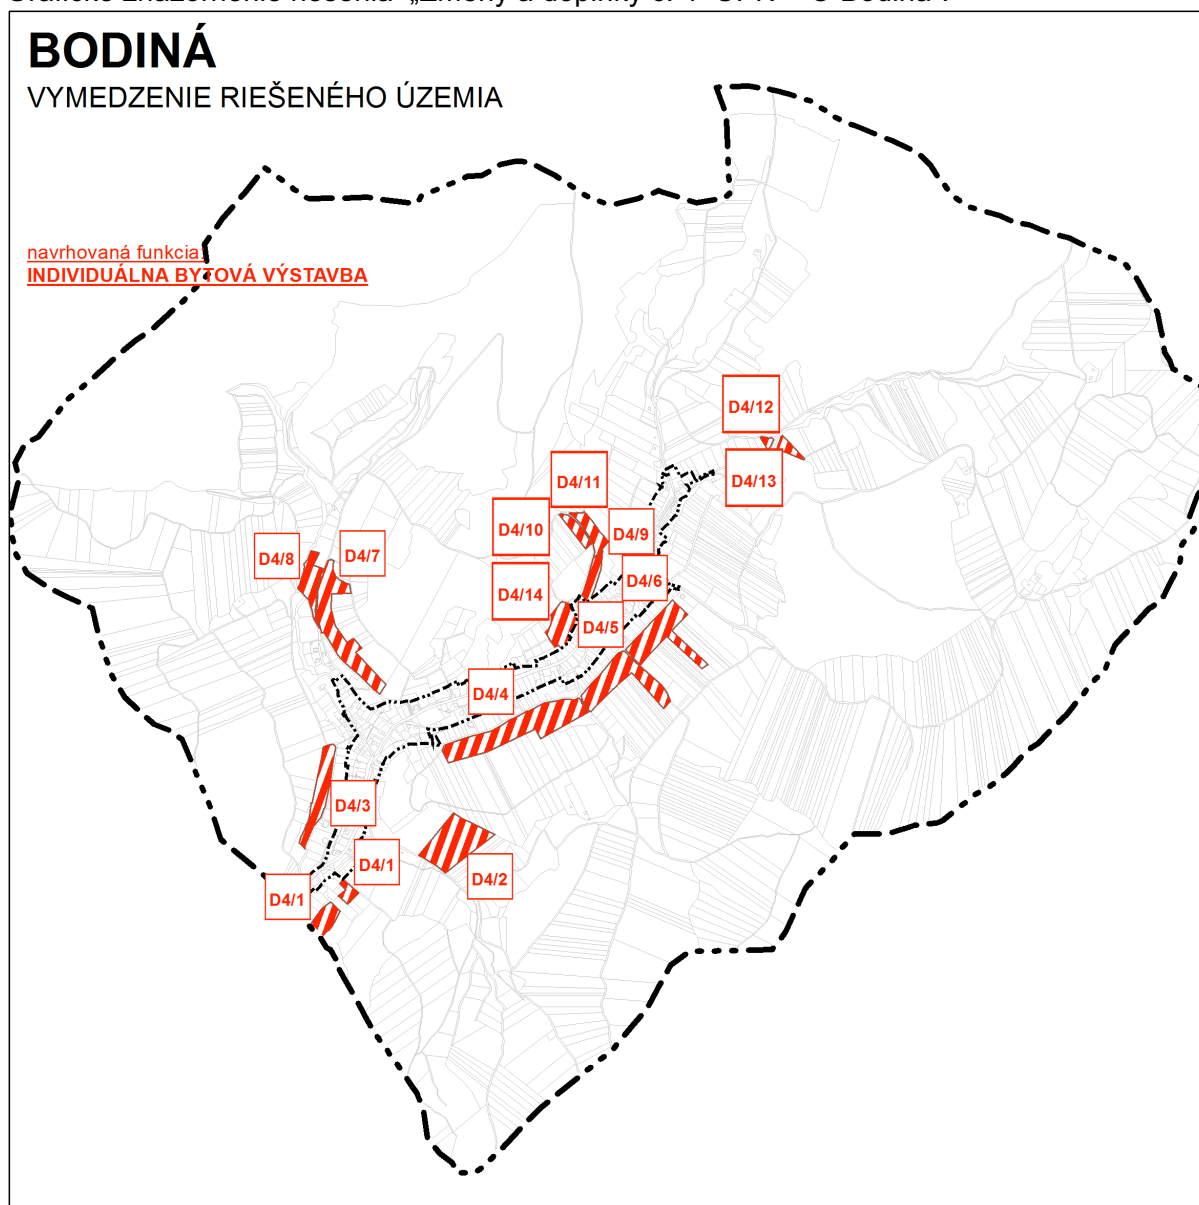 BODINÁ
VYMEDZENIE RIEŠENÉHO ÚZEMIA
navrhovaná funkcia:
INDIVIDUÁLNA BYTOVÁ VÝSTAVBA
D4/12
D4/13
D4/11
D4/10
D4/9
D4/8
D4/7
D4/6
D4/14
D4/5
D4/4
D4/3
D4/1
D4/2
D4/1